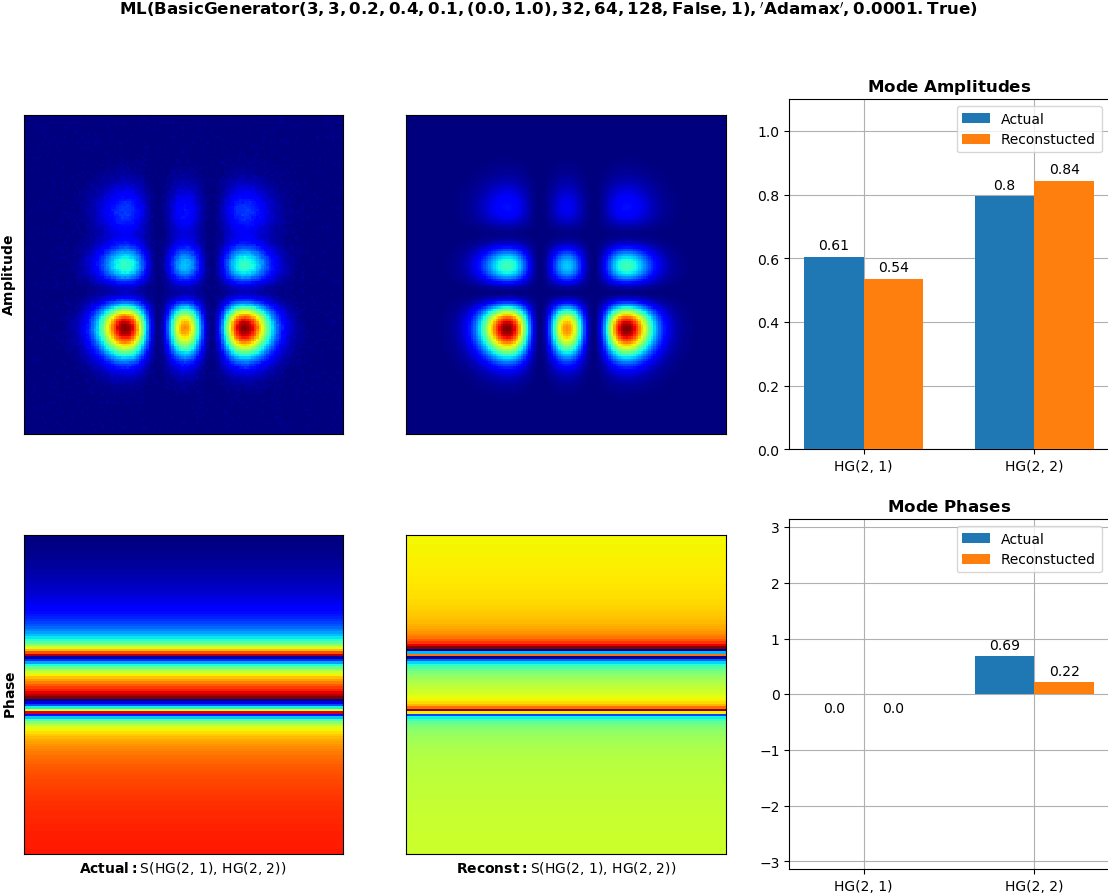 ML(BasicGenerator(3, 3, 0.2, 0.4, 0.1, (0.0, 1.0), 32, 64, 128, False, 1), 'Adamax', 0.0001. True)
Amplitude
Mode Amplitudes
Actual
Reconstucted
1.0
0.8
0.6
0.4
0.2
0.0
0.61
0.54
0.8
0.84
HG(2, 1)
HG(2, 2)
Phase
Actual: S(HG(2, 1), HG(2, 2))
Reconst: S(HG(2, 1), HG(2, 2))
Mode Phases
Actual
Reconstucted
3
2
1
0
−1
−2
−3
0.0
0.0
0.69
0.22
HG(2, 1)
HG(2, 2)